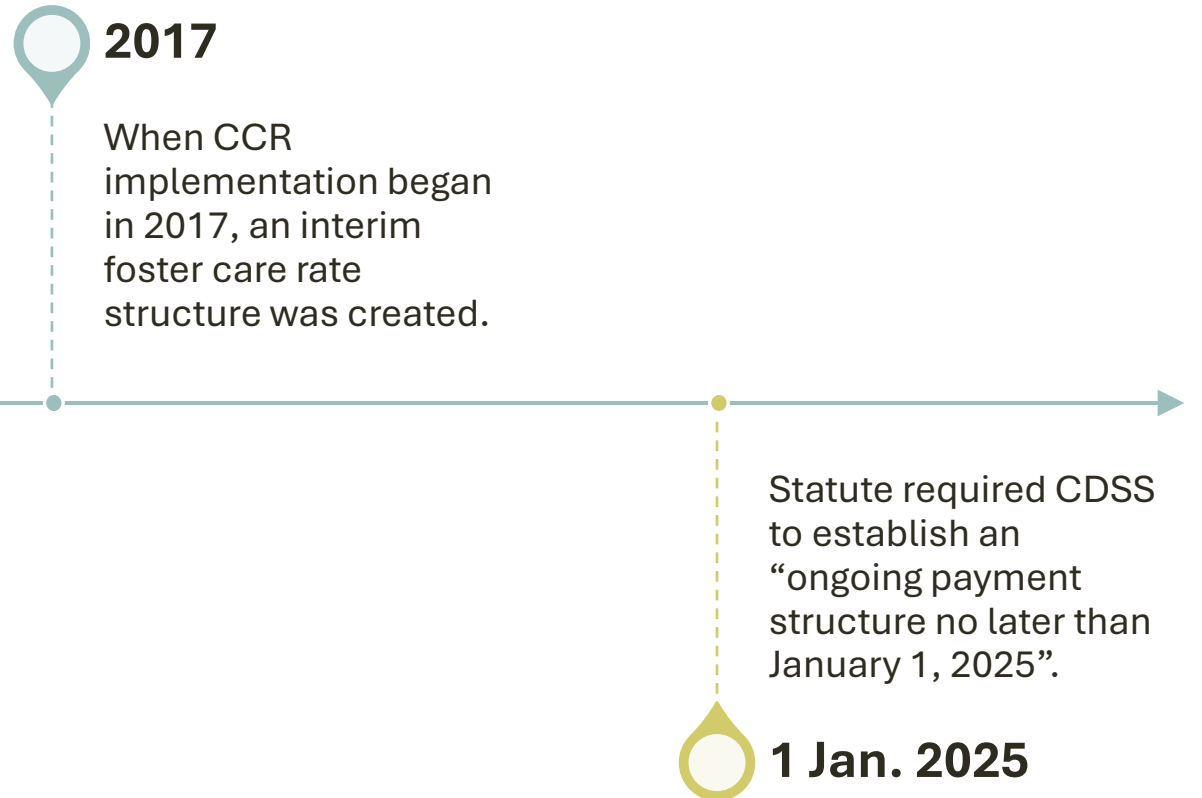 2017
When CCR
implementation began
in 2017, an interim
foster care rate
structure was created.
Statute required CDSS
to establish an
“ongoing payment
structure no later than
January 1, 2025”.
1 Jan. 2025